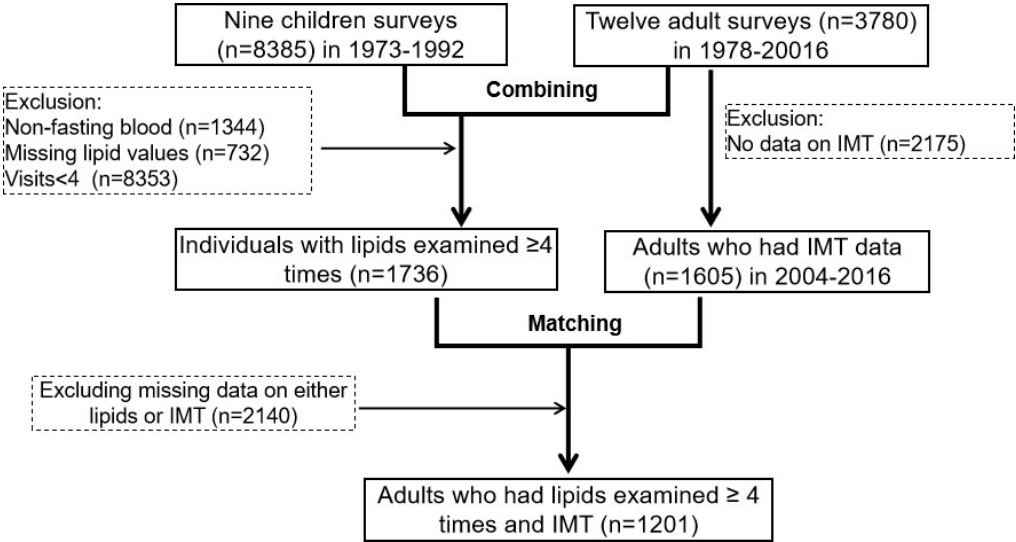 Nine children surveys
(n=8385) in 1973-1992
Twelve adult surveys (n=3780)
in 1978-20016
Combining
Exclusion:
Non-fasting blood (n=1344)
Missing lipid values (n=732)
Visits<4 (n=8353)
Exclusion:
No data on IMT (n=2175)
Individuals with lipids examined ≥4
times (n=1736)
Adults who had IMT data
(n=1605) in 2004-2016
Matching
Excluding missing data on either
lipids or IMT (n=2140)
Adults who had lipids examined ≥ 4
times and IMT (n=1201)